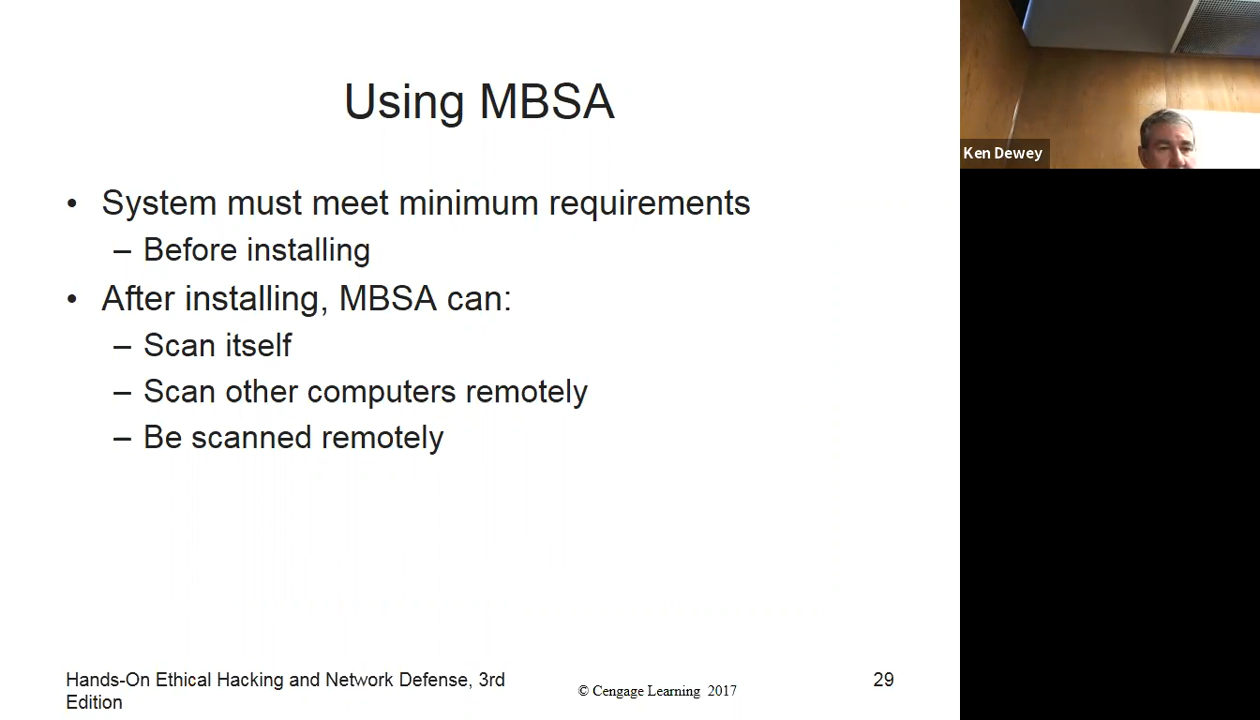 Using MBSA
• System must meet minimum requirements
– Before installing
• After installing, MBSA can:
– Scan itself
– Scan other computers remotely
– Be scanned remotely
Hands-On Ethical Hacking and Network Defense, 3rd
Edition
© Cengage Learning 2017
29
Ken Dewey